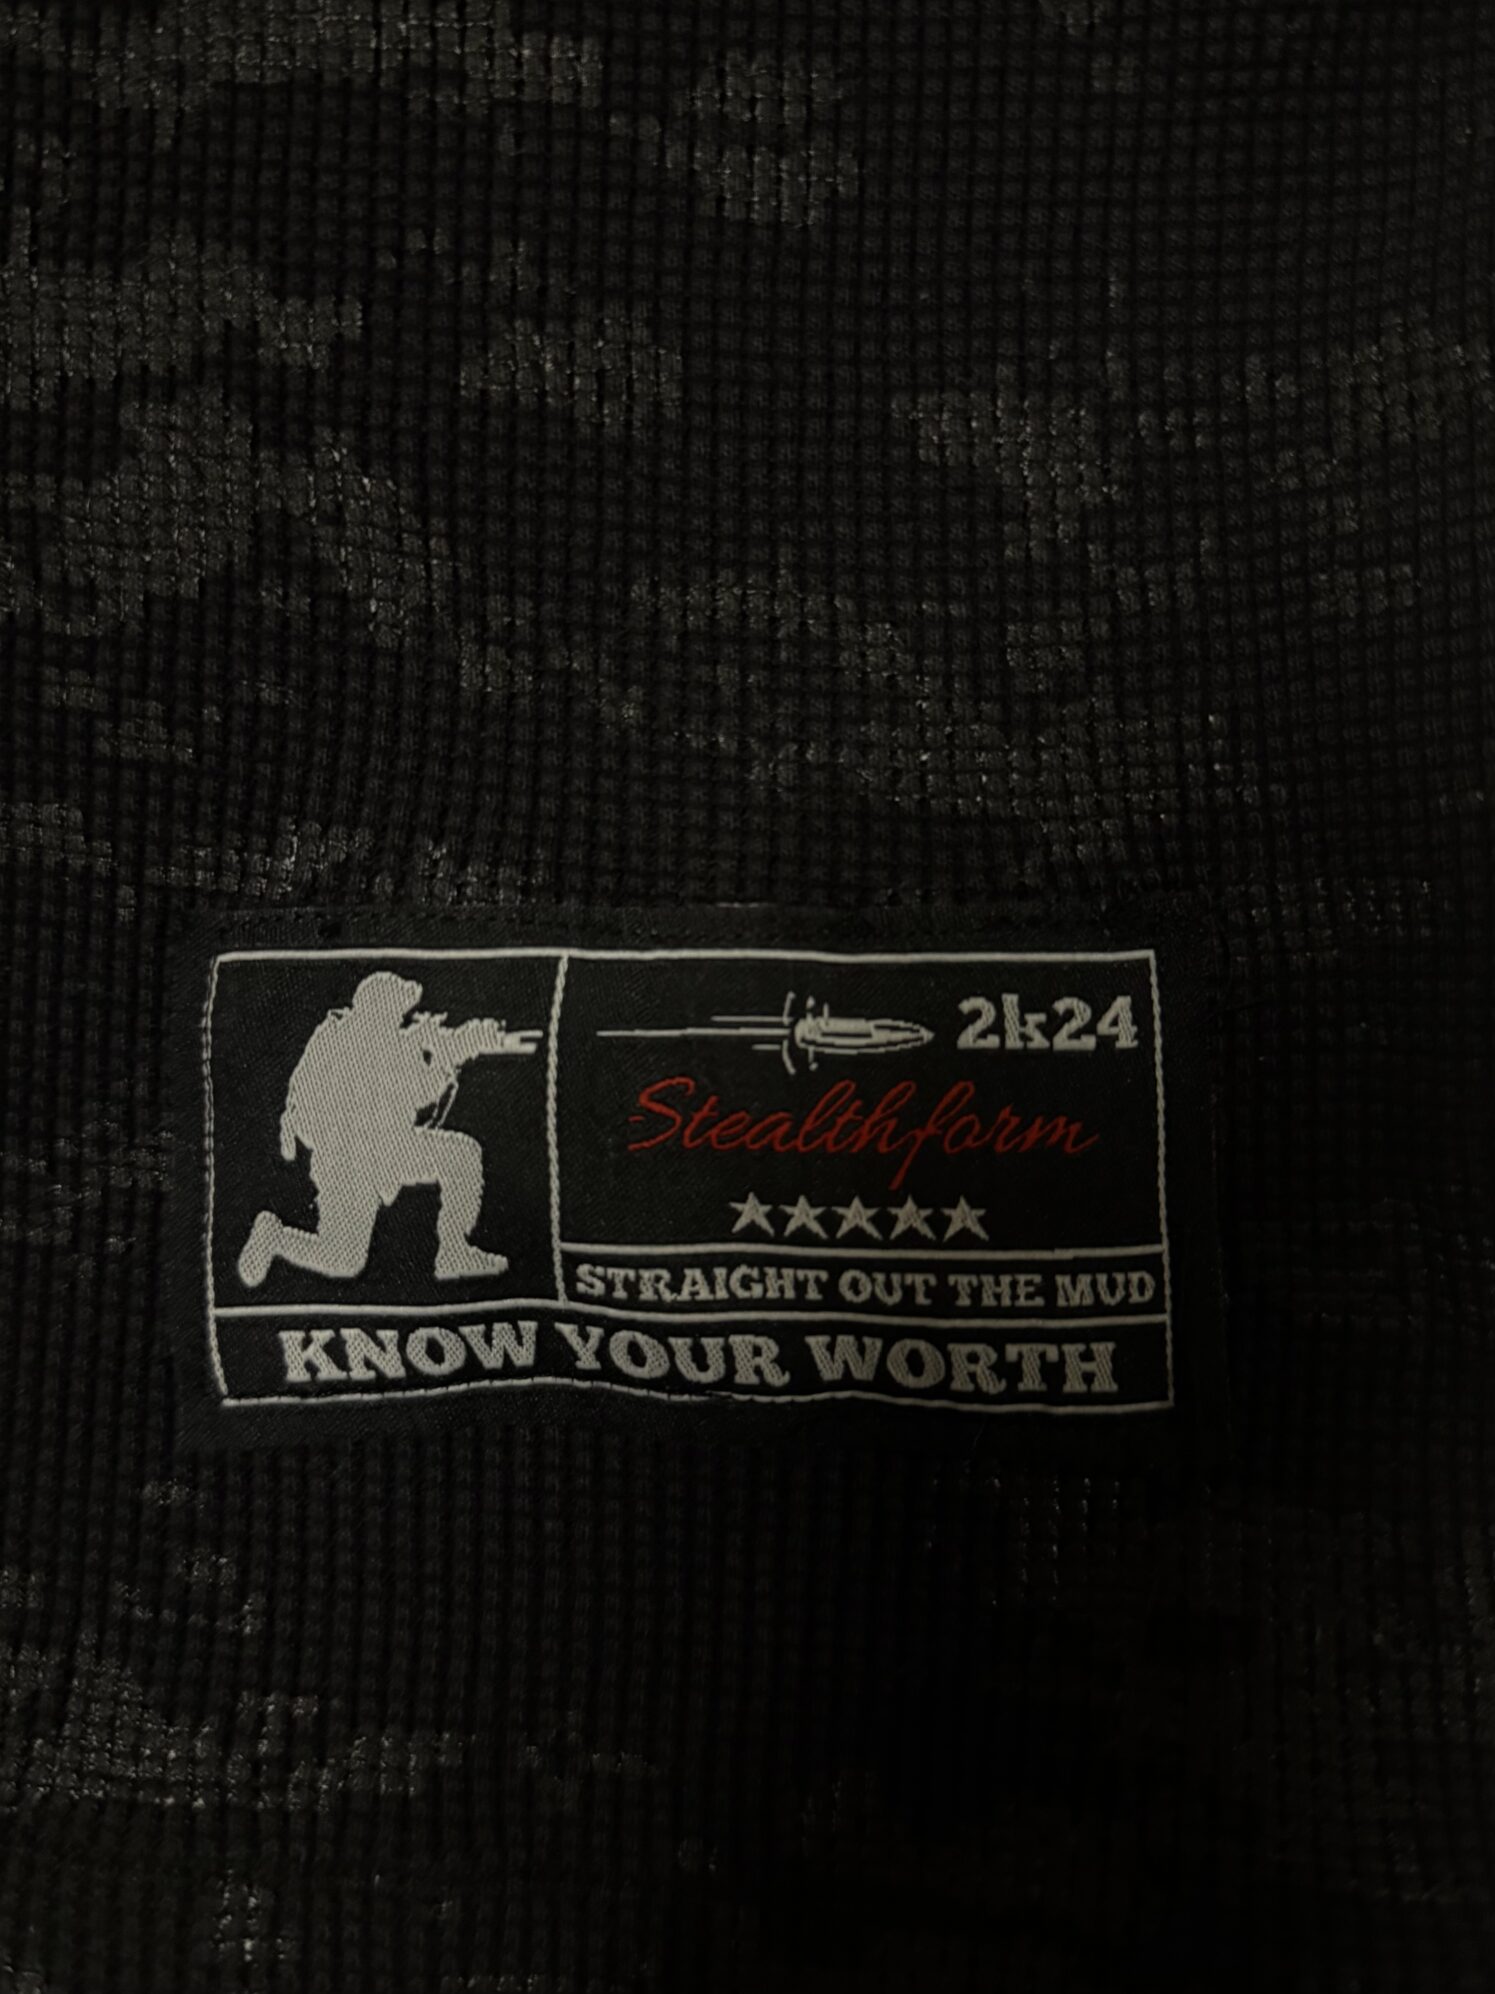 2k24
Stealthform
STRAIGHT OUT THE MUD
KNOW YOUR WORTH